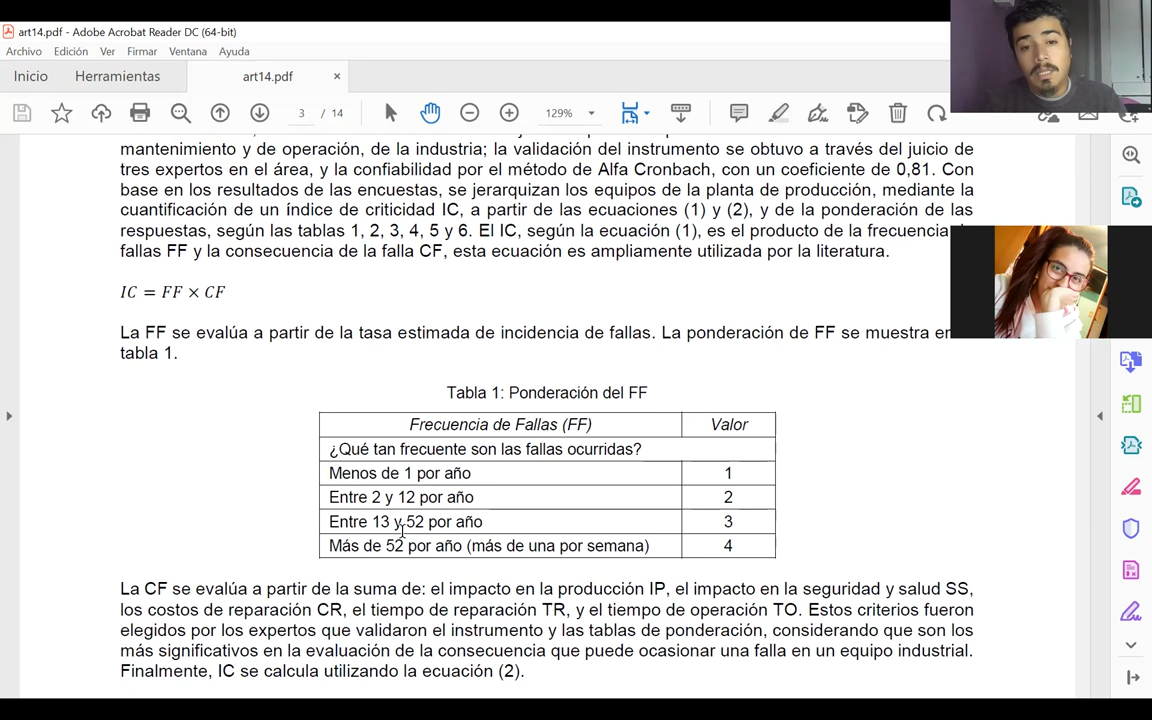 art14.pdf - Adobe Acrobat Reader DC (64-bit)
Archivo Edición Ver Firmar Ventana Ayuda
Inicio Herramientas art14.pdf ×
3 / 14 129%
mantenimiento y de operación, de la industria; la validación del instrumento se obtuvo a través del juicio de
tres expertos en el área, y la confiabilidad por el método de Alfa Cronbach, con un coeficiente de 0,81. Con
base en los resultados de las encuestas, se jerarquizan los equipos de la planta de producción, mediante la
cuantificación de un índice de criticidad IC, a partir de las ecuaciones (1) y (2), y de la ponderación de las
respuestas, según las tablas 1, 2, 3, 4, 5 y 6. El IC, según la ecuación (1), es el producto de la frecuencia
fallas FF y la consecuencia de la falla CF, esta ecuación es ampliamente utilizada por la literatura.
IC = FF × CF
La FF se evalúa a partir de la tasa estimada de incidencia de fallas. La ponderación de FF se muestra en
tabla 1.
Tabla 1: Ponderación del FF
Frecuencia de Fallas (FF) Valor
¿Qué tan frecuente son las fallas ocurridas?
Menos de 1 por año 1
Entre 2 y 12 por año 2
Entre 13 y 52 por año 3
Más de 52 por año (más de una por semana) 4
La CF se evalúa a partir de la suma de: el impacto en la producción IP, el impacto en la seguridad y salud SS,
los costos de reparación CR, el tiempo de reparación TR, y el tiempo de operación TO. Estos criterios fueron
elegidos por los expertos que validaron el instrumento y las tablas de ponderación, considerando que son los
más significativos en la evaluación de la consecuencia que puede ocasionar una falla en un equipo industrial.
Finalmente, IC se calcula utilizando la ecuación (2).